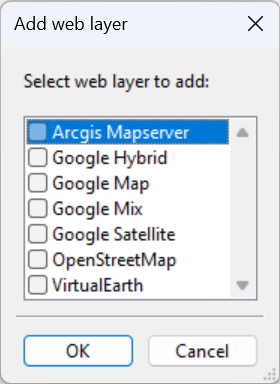 Add web layer
Select web layer to add:
Arcgis Mapserver
Google Hybrid
Google Map
Google Mix
Google Satellite
OpenStreetMap
VirtualEarth
OK
Cancel